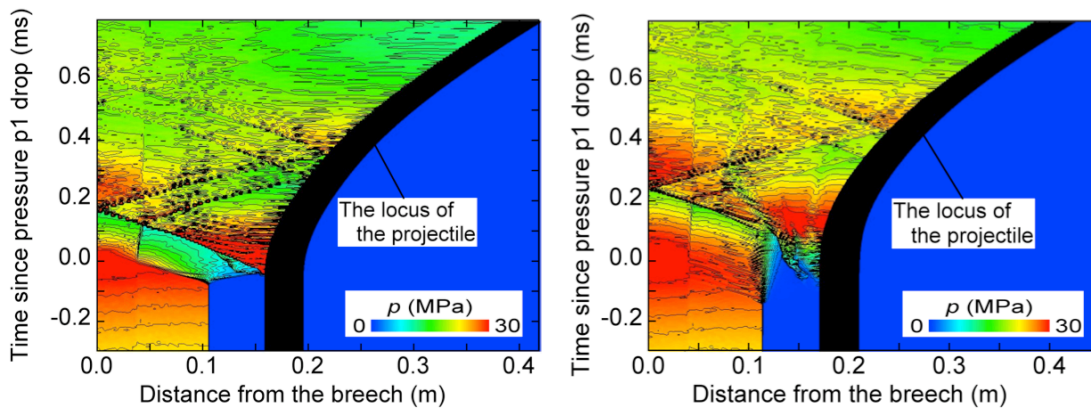 Time since pressure p1 drop (ms)
0.6
0.4
0.2
0.0
-0.2
The locus of
the projectile
p (MPa)
0 30
0.0 0.1 0.2 0.3 0.4
Distance from the breech (m)
Time since pressure p1 drop (ms)
0.6
0.4
0.2
0.0
-0.2
The locus of
the projectile
p (MPa)
0 30
0.0 0.1 0.2 0.3 0.4
Distance from the breech (m)